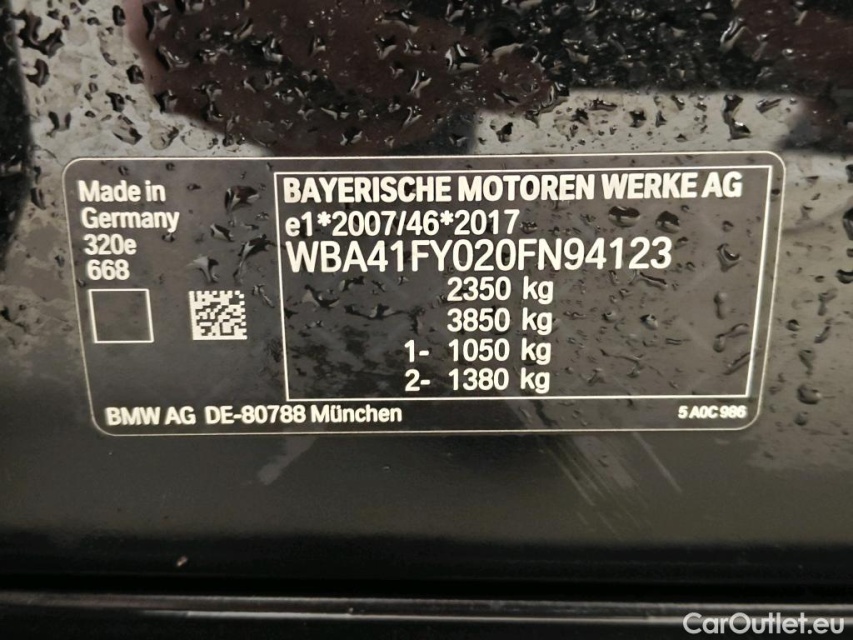 Made in
Germany
320e
668
BAYERISCHE MOTOREN WERKE AG
e1*2007/46*2017
WBA41FY020FN94123
2350 kg
3850 kg
1- 1050 kg
2- 1380 kg
BMW AG DE-80788 München
5 A0C 986
CarOutlet.eu